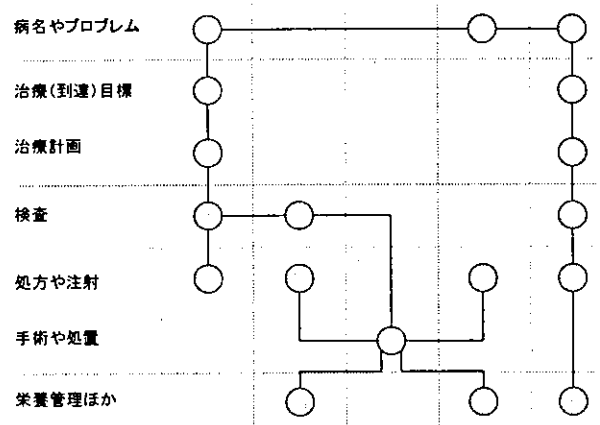 病名やプロブレム
治療(到達)目標
治療計画
検査
処方や注射
手術や処置
栄養管理ほか